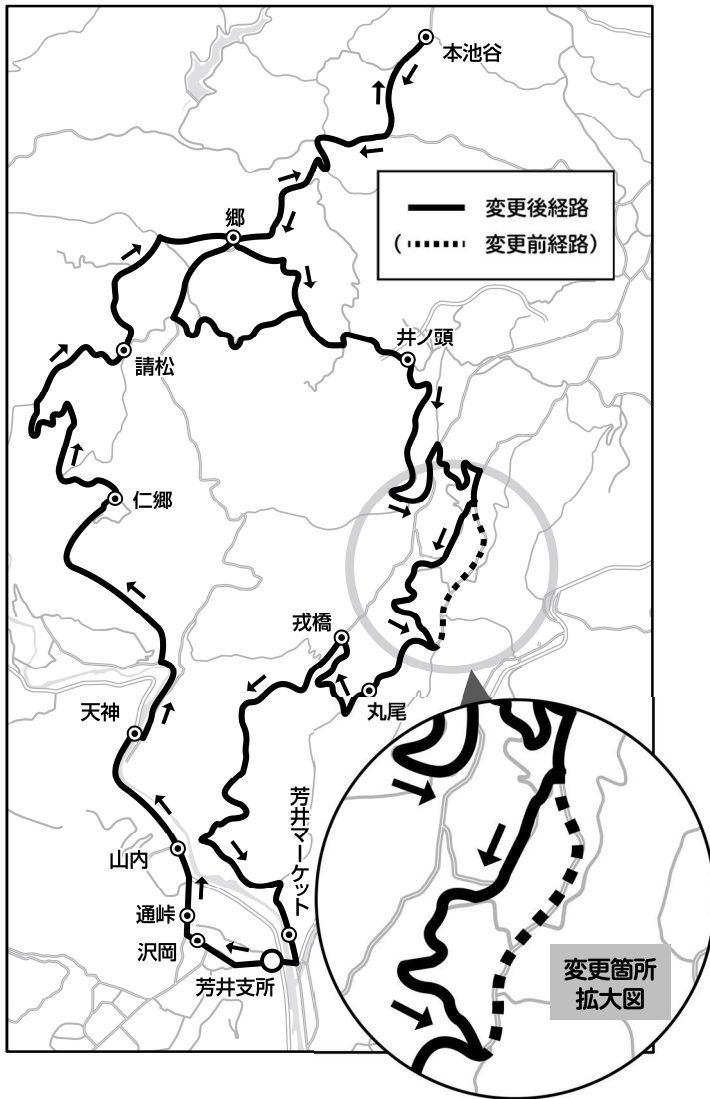 本池谷
変更後経路
(変更前経路)
郷
井ノ頭
請松
仁郷
戎橋
丸尾
天神
芳井マーケット
山内
通峠
沢岡
芳井支所
変更箇所
拡大図